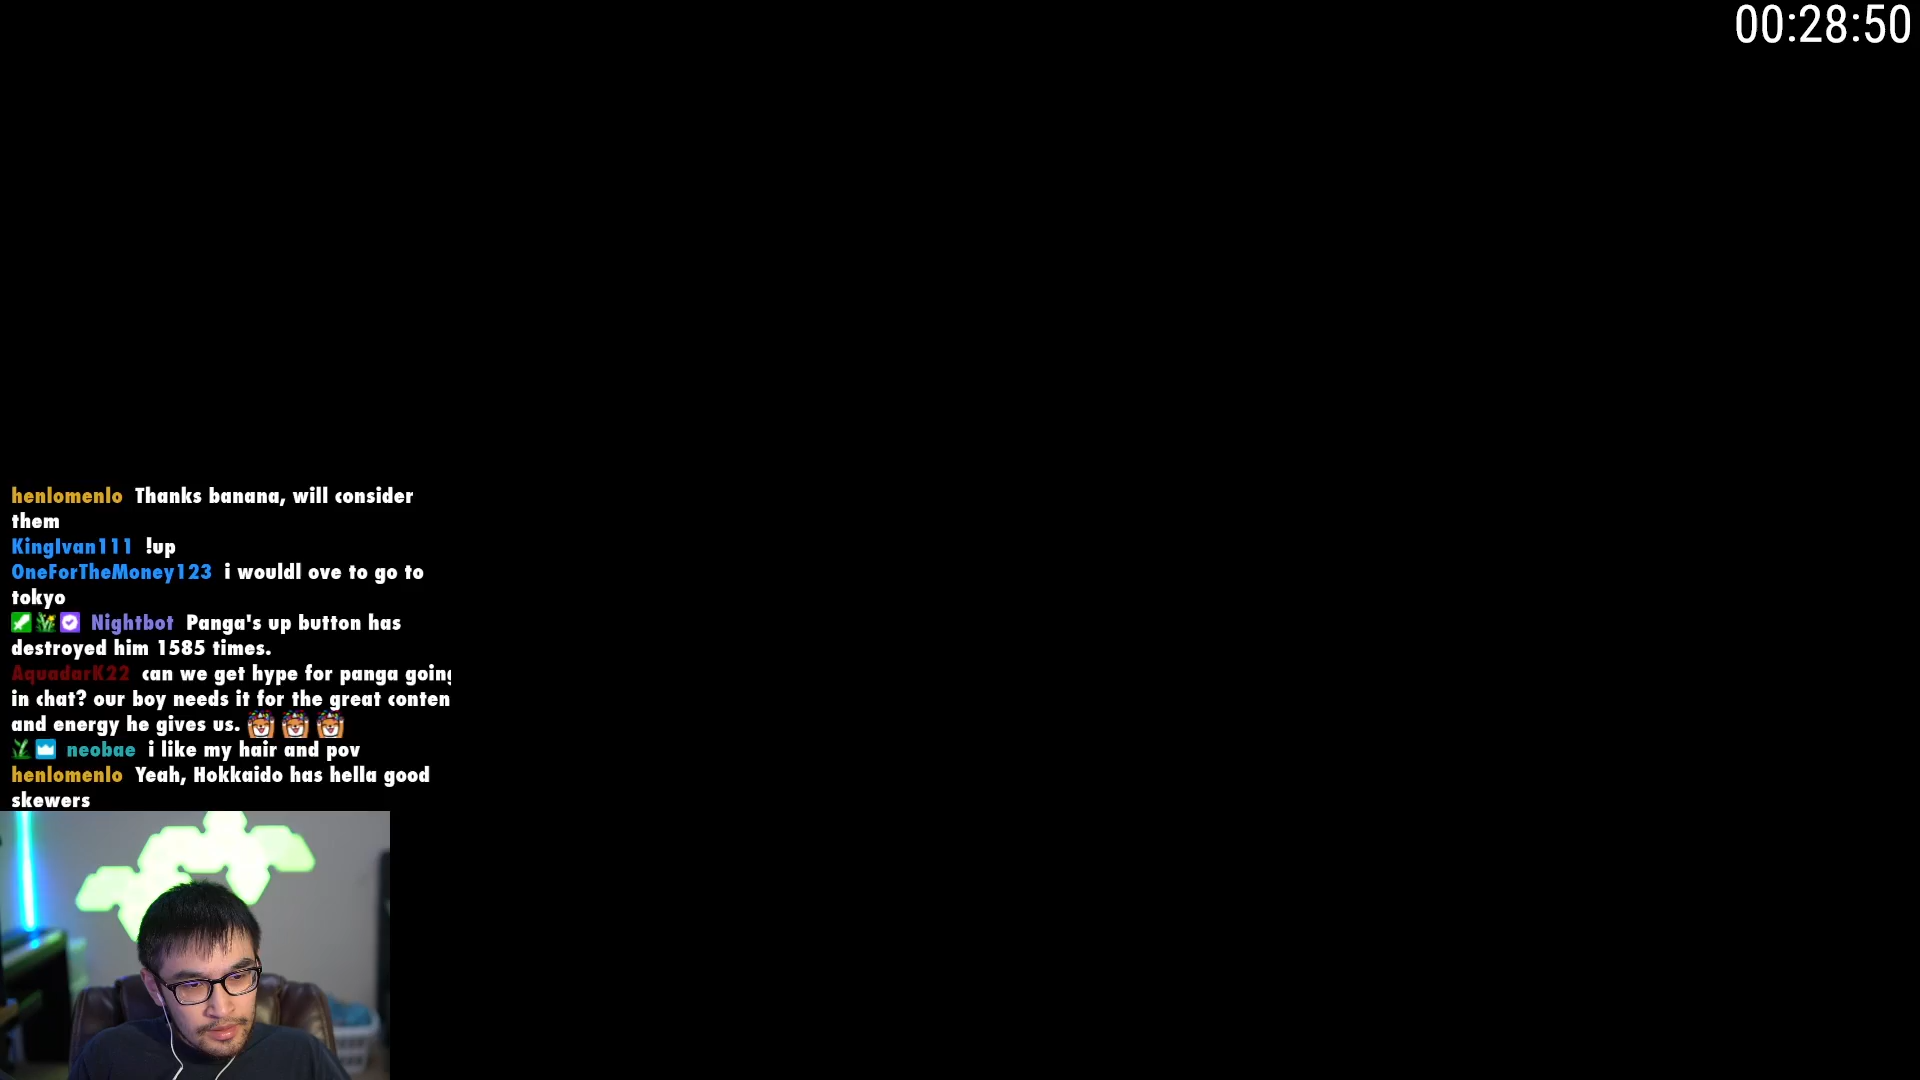 00:28:50
henlomenlo Thanks banana, will consider
them
KingIvan111 !up
OneForTheMoney123 i wouldl ove to go to
tokyo
Nightbot Panga's up button has
destroyed him 1585 times.
AquadarK22 can we get hype for panga going
in chat? our boy needs it for the great conten
and energy he gives us.
neobae i like my hair and pov
henlomenlo Yeah, Hokkaido has hella good
skewers